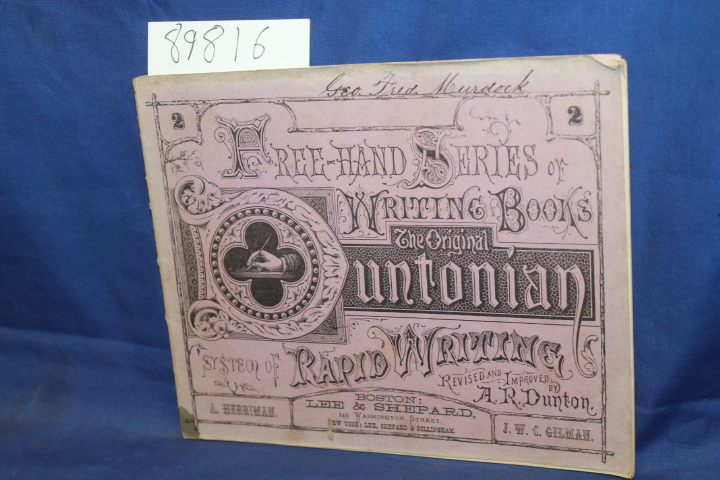 89816
Geo. Fred. Murdock
2 2
FREE-HAND SERIES OF
WRITING BOOKS
The Original
Duntonian
SYSTEM OF
RAPID WRITING
REVISED AND IMPROVED BY
A.R. Dunton.
BOSTON:
LEE & SHEPARD,
149 WASHINGTON STREET.
NEW YORK: LEE, SHEPARD & DILLINGHAM.
A. HERRIMAN.
J. W. C. GILMAN.